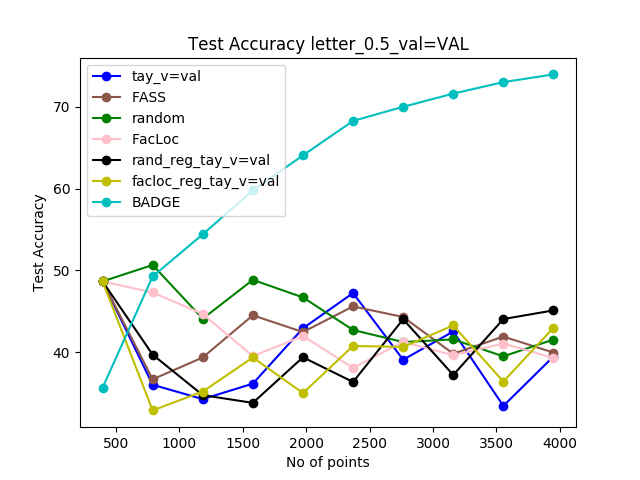 Test Accuracy letter_0.5_val=VAL
tay_v=val
FASS
random
FacLoc
rand_reg_tay_v=val
facloc_reg_tay_v=val
BADGE
Test Accuracy
70
60
50
40
500 1000 1500 2000 2500 3000 3500 4000
No of points